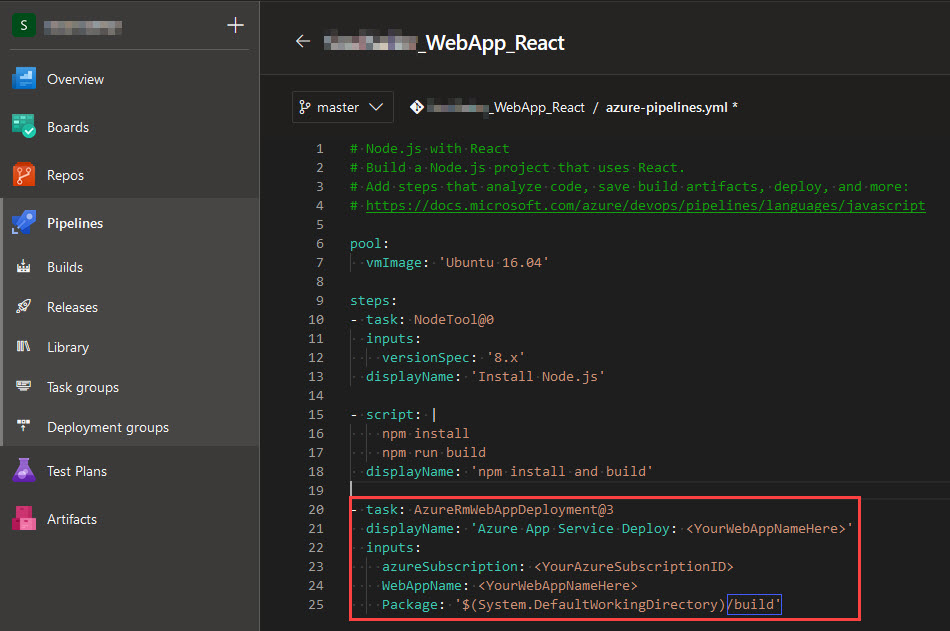 S
+
Overview
Boards
Repos
Pipelines
Builds
Releases
Library
Task groups
Deployment groups
Test Plans
Artifacts
_WebApp_React
master
_WebApp_React / azure-pipelines.yml *
1 # Node.js with React
2 # Build a Node.js project that uses React.
3 # Add steps that analyze code, save build artifacts, deploy, and more:
4 # https://docs.microsoft.com/azure/devops/pipelines/languages/javascript
5
6 pool:
7   vmImage: 'Ubuntu 16.04'
8
9 steps:
10 - task: NodeTool@0
11   inputs:
12     versionSpec: '8.x'
13   displayName: 'Install Node.js'
14
15 - script: |
16     npm install
17     npm run build
18   displayName: 'npm install and build'
19
20 - task: AzureRmWebAppDeployment@3
21   displayName: 'Azure App Service Deploy: <YourWebAppNameHere>'
22   inputs:
23     azureSubscription: <YourAzureSubscriptionID>
24     WebAppName: <YourWebAppNameHere>
25     Package: '$(System.DefaultWorkingDirectory)/build'